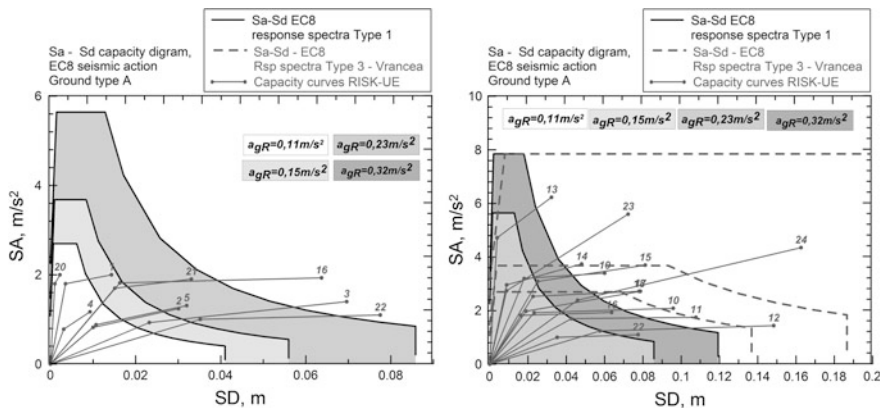 Sa - Sd capacity digram,
EC8 seismic action
Ground type A
Sa-Sd EC8
response spectra Type 1
Sa-Sd - EC8
Rsp spectra Type 3 - Vrancea
Capacity curves RISK-UE
agR=0,11m/s²
agR=0,23m/s²
agR=0,15m/s²
agR=0,32m/s²
SA, m/s²
6
4
2
0
20
4
21
2
5
16
3
22
0 0.02 0.04 0.06 0.08
SD, m
Sa - Sd capacity digram,
EC8 seismic action
Ground type A
Sa-Sd EC8
response spectra Type 1
Sa-Sd - EC8
Rsp spectra Type 3 - Vrancea
Capacity curves RISK-UE
agR=0,11m/s²
agR=0,15m/s²
agR=0,23m/s²
agR=0,32m/s²
SA, m/s²
10
8
6
4
2
0
13
23
24
14
15
19
10
11
12
22
0 0.02 0.04 0.06 0.08 0.1 0.12 0.14 0.16 0.18 0.2
SD, m